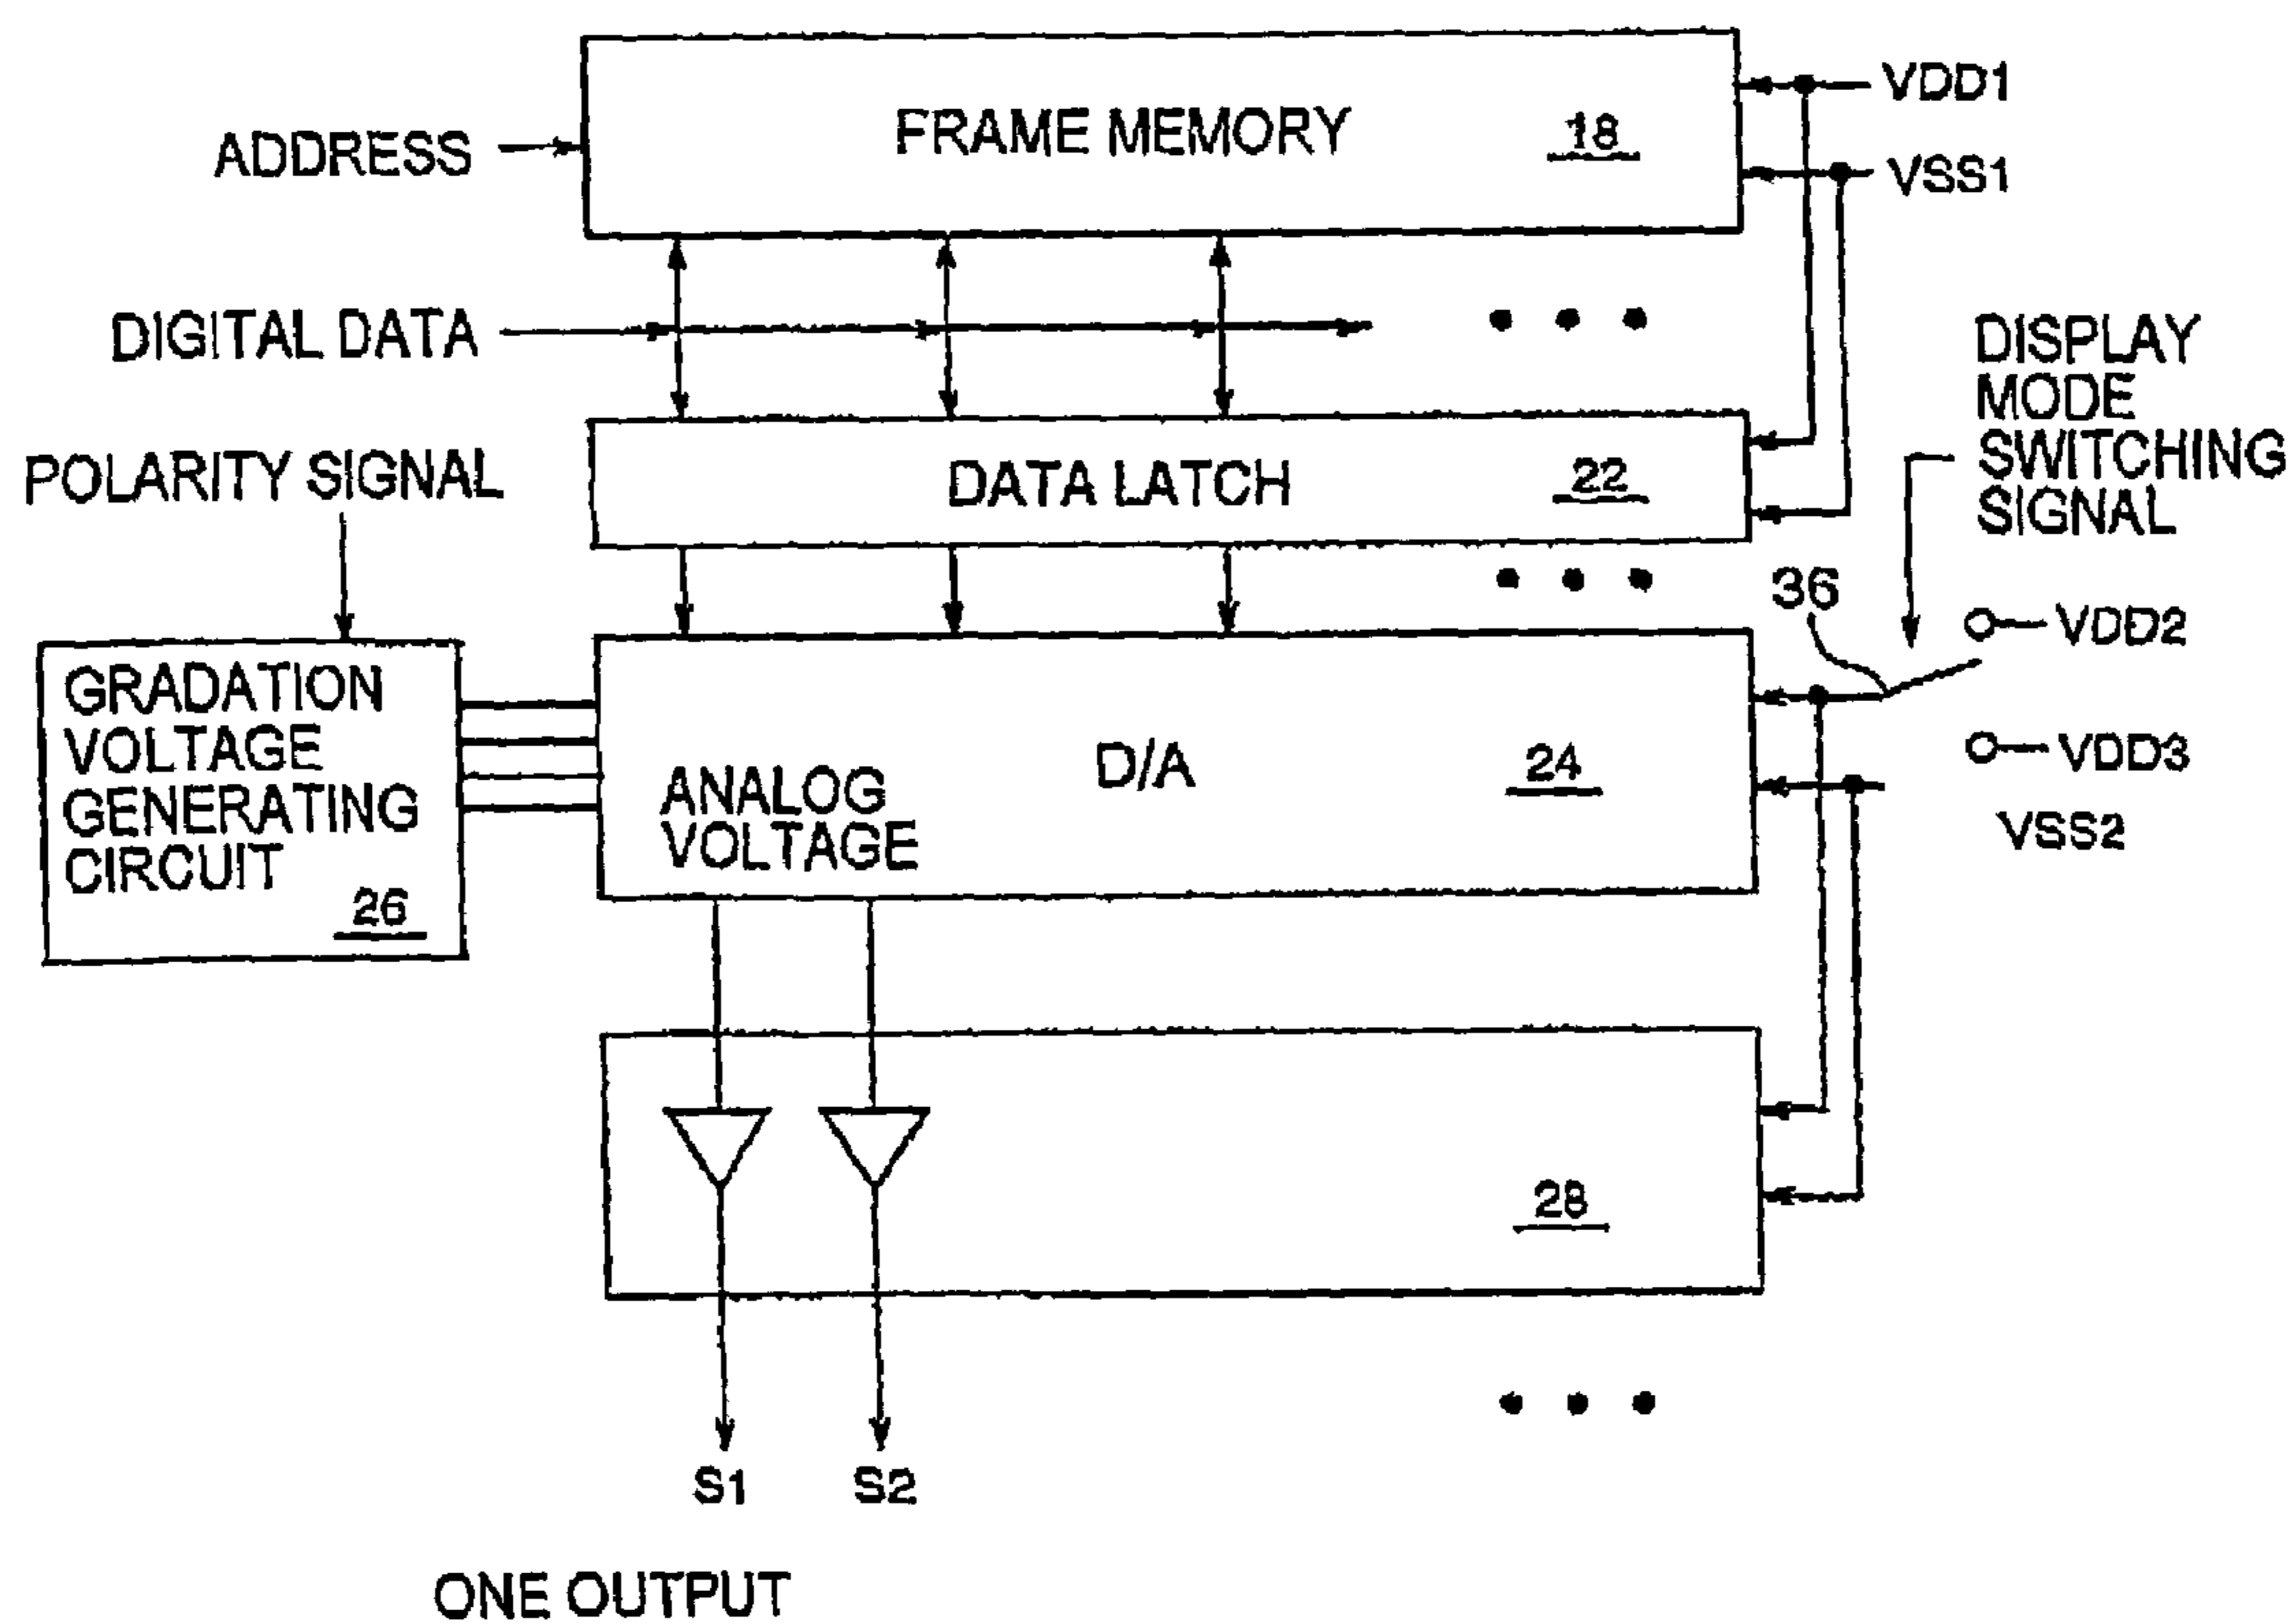 FRAME MEMORY 18
VDD1
ADDRESS
VSS1
DIGITAL DATA
DISPLAY
MODE
SWITCHING
SIGNAL
POLARITY SIGNAL
DATA LATCH 22
36
VDD2
GRADATION
VOLTAGE
GENERATING
CIRCUIT
26
D/A 24
ANALOG
VOLTAGE
VDD3
VSS2
28
S1 S2
ONE OUTPUT